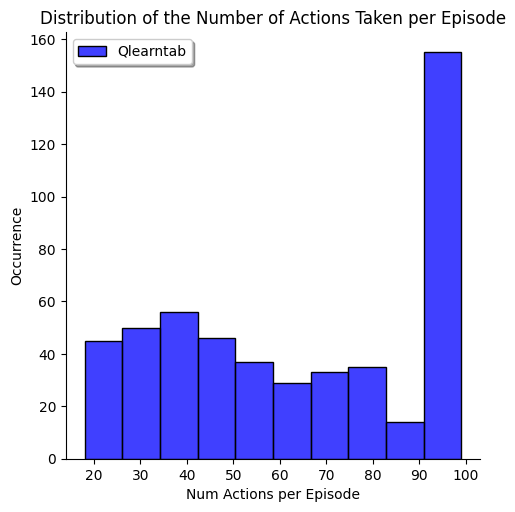 Distribution of the Number of Actions Taken per Episode
Qlearntab
160
140
120
100
80
60
40
20
0
Occurrence
20 30 40 50 60 70 80 90 100
Num Actions per Episode